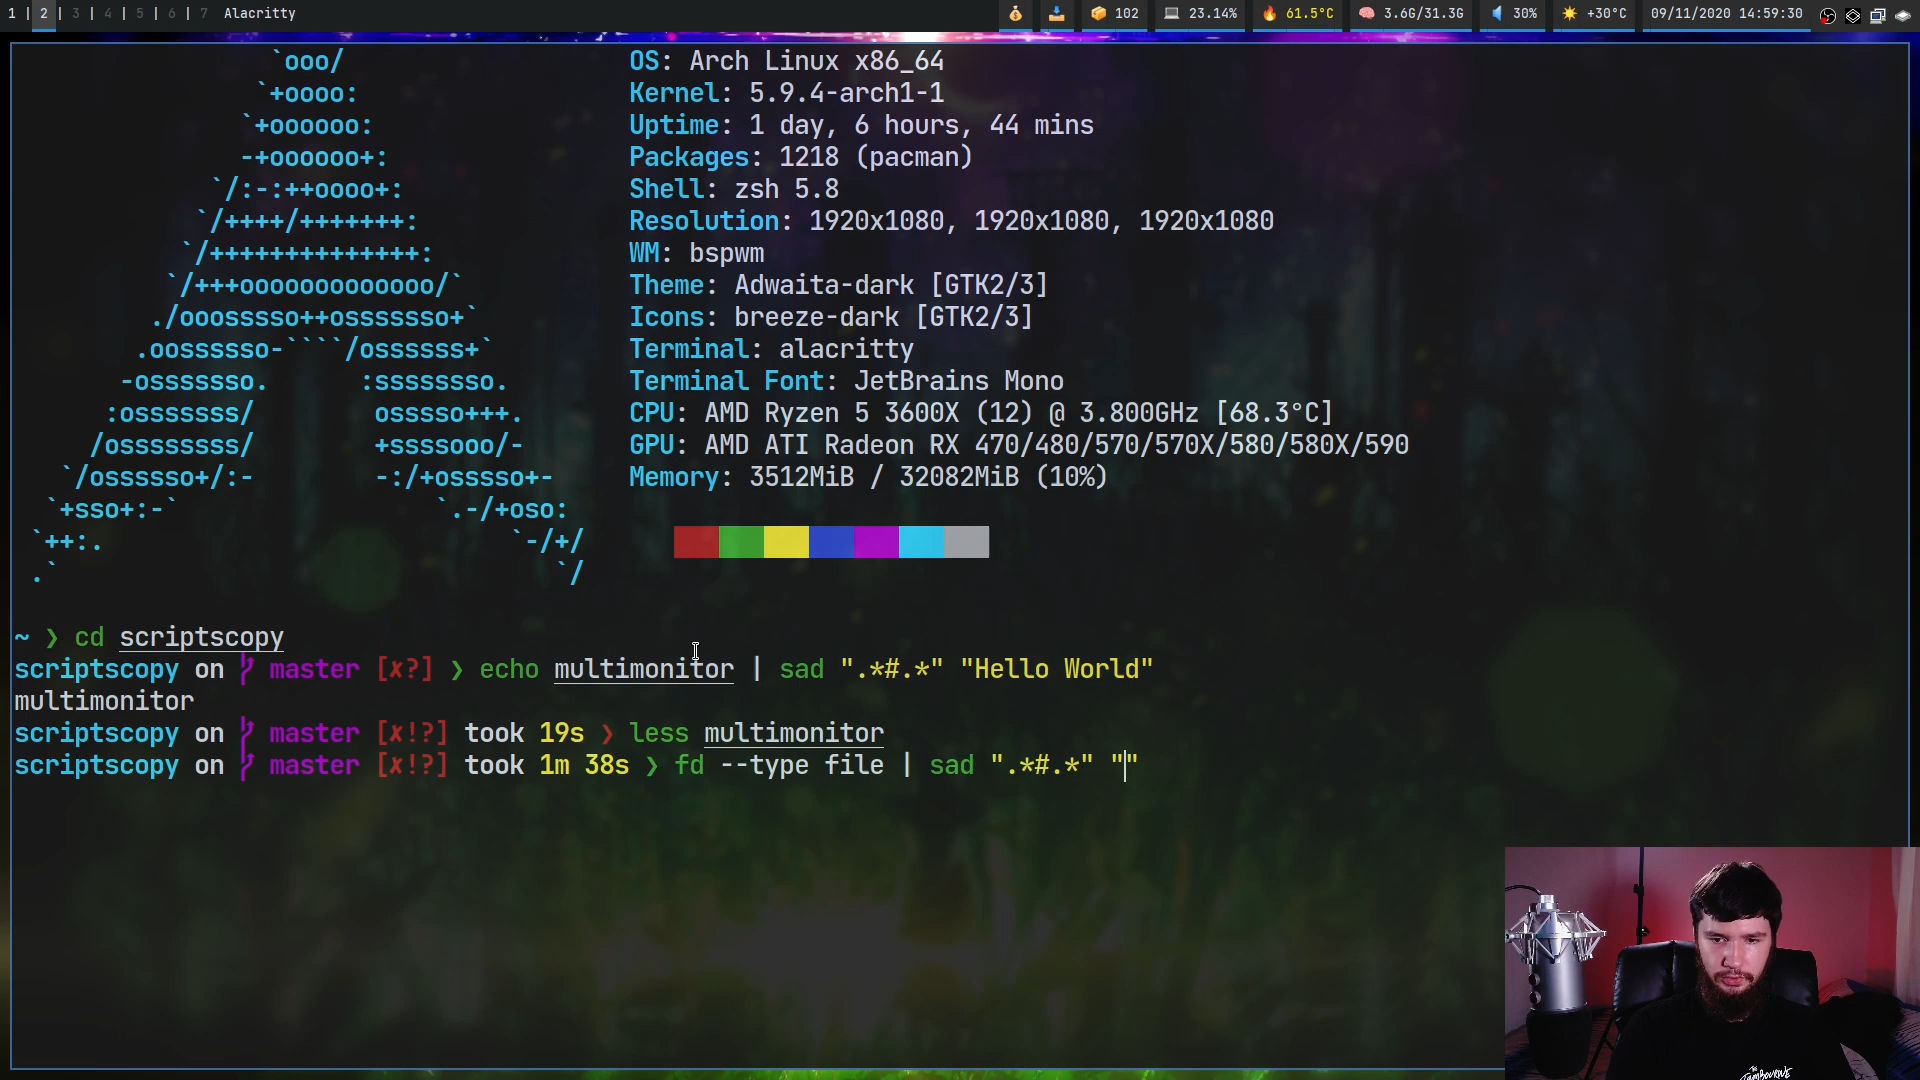 1 | 2 | 3 | 4 | 5 | 6 | 7 Alacritty 102 23.14% 61.5°C 3.6G/31.3G 30% +30°C 09/11/2020 14:59:30
`ooo/ OS: Arch Linux x86_64
`+oooo: Kernel: 5.9.4-arch1-1
`+oooooo: Uptime: 1 day, 6 hours, 44 mins
-+oooooo+: Packages: 1218 (pacman)
`/:-:++oooo+: Shell: zsh 5.8
`/++++/+++++++: Resolution: 1920x1080, 1920x1080, 1920x1080
`/++++++++++++++: WM: bspwm
`/+++ooooooooooooo/` Theme: Adwaita-dark [GTK2/3]
./ooosssso++osssssso+` Icons: breeze-dark [GTK2/3]
.oossssso-````/ossssss+` Terminal: alacritty
-osssssso. :ssssssso. Terminal Font: JetBrains Mono
:osssssss/ osssso+++. CPU: AMD Ryzen 5 3600X (12) @ 3.800GHz [68.3°C]
/ossssssss/ +ssssooo/- GPU: AMD ATI Radeon RX 470/480/570/570X/580/580X/590
`/ossssso+/:- -:/+osssso+- Memory: 3512MiB / 32082MiB (10%)
`+sso+:-` `.-/+oso:
`++:. `-/+/
.` `/
~ ❯ cd scriptscopy
scriptscopy on master [✘?] ❯ echo multimonitor | sad ".*#.*" "Hello World"
multimonitor
scriptscopy on master [✘!?] took 19s ❯ less multimonitor
scriptscopy on master [✘!?] took 1m 38s ❯ fd --type file | sad ".*#.*" ""